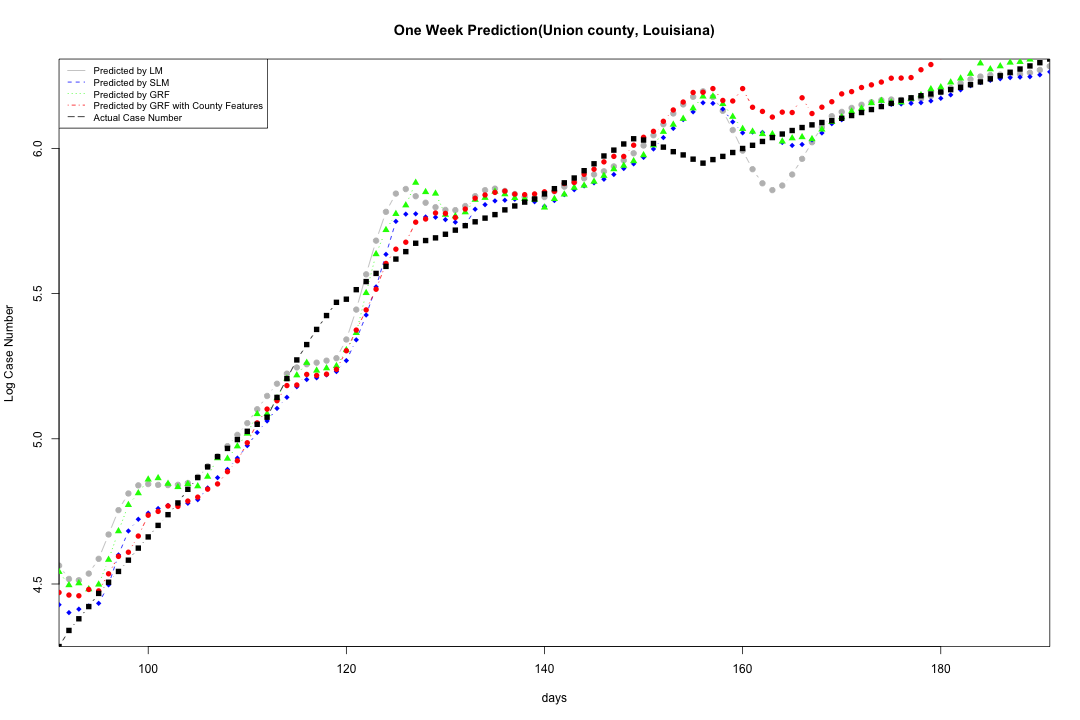 One Week Prediction(Union county, Louisiana)
Predicted by LM
Predicted by SLM
Predicted by GRF
Predicted by GRF with County Features
Actual Case Number
6.0
5.5
5.0
4.5
Log Case Number
100 120 140 160 180
days